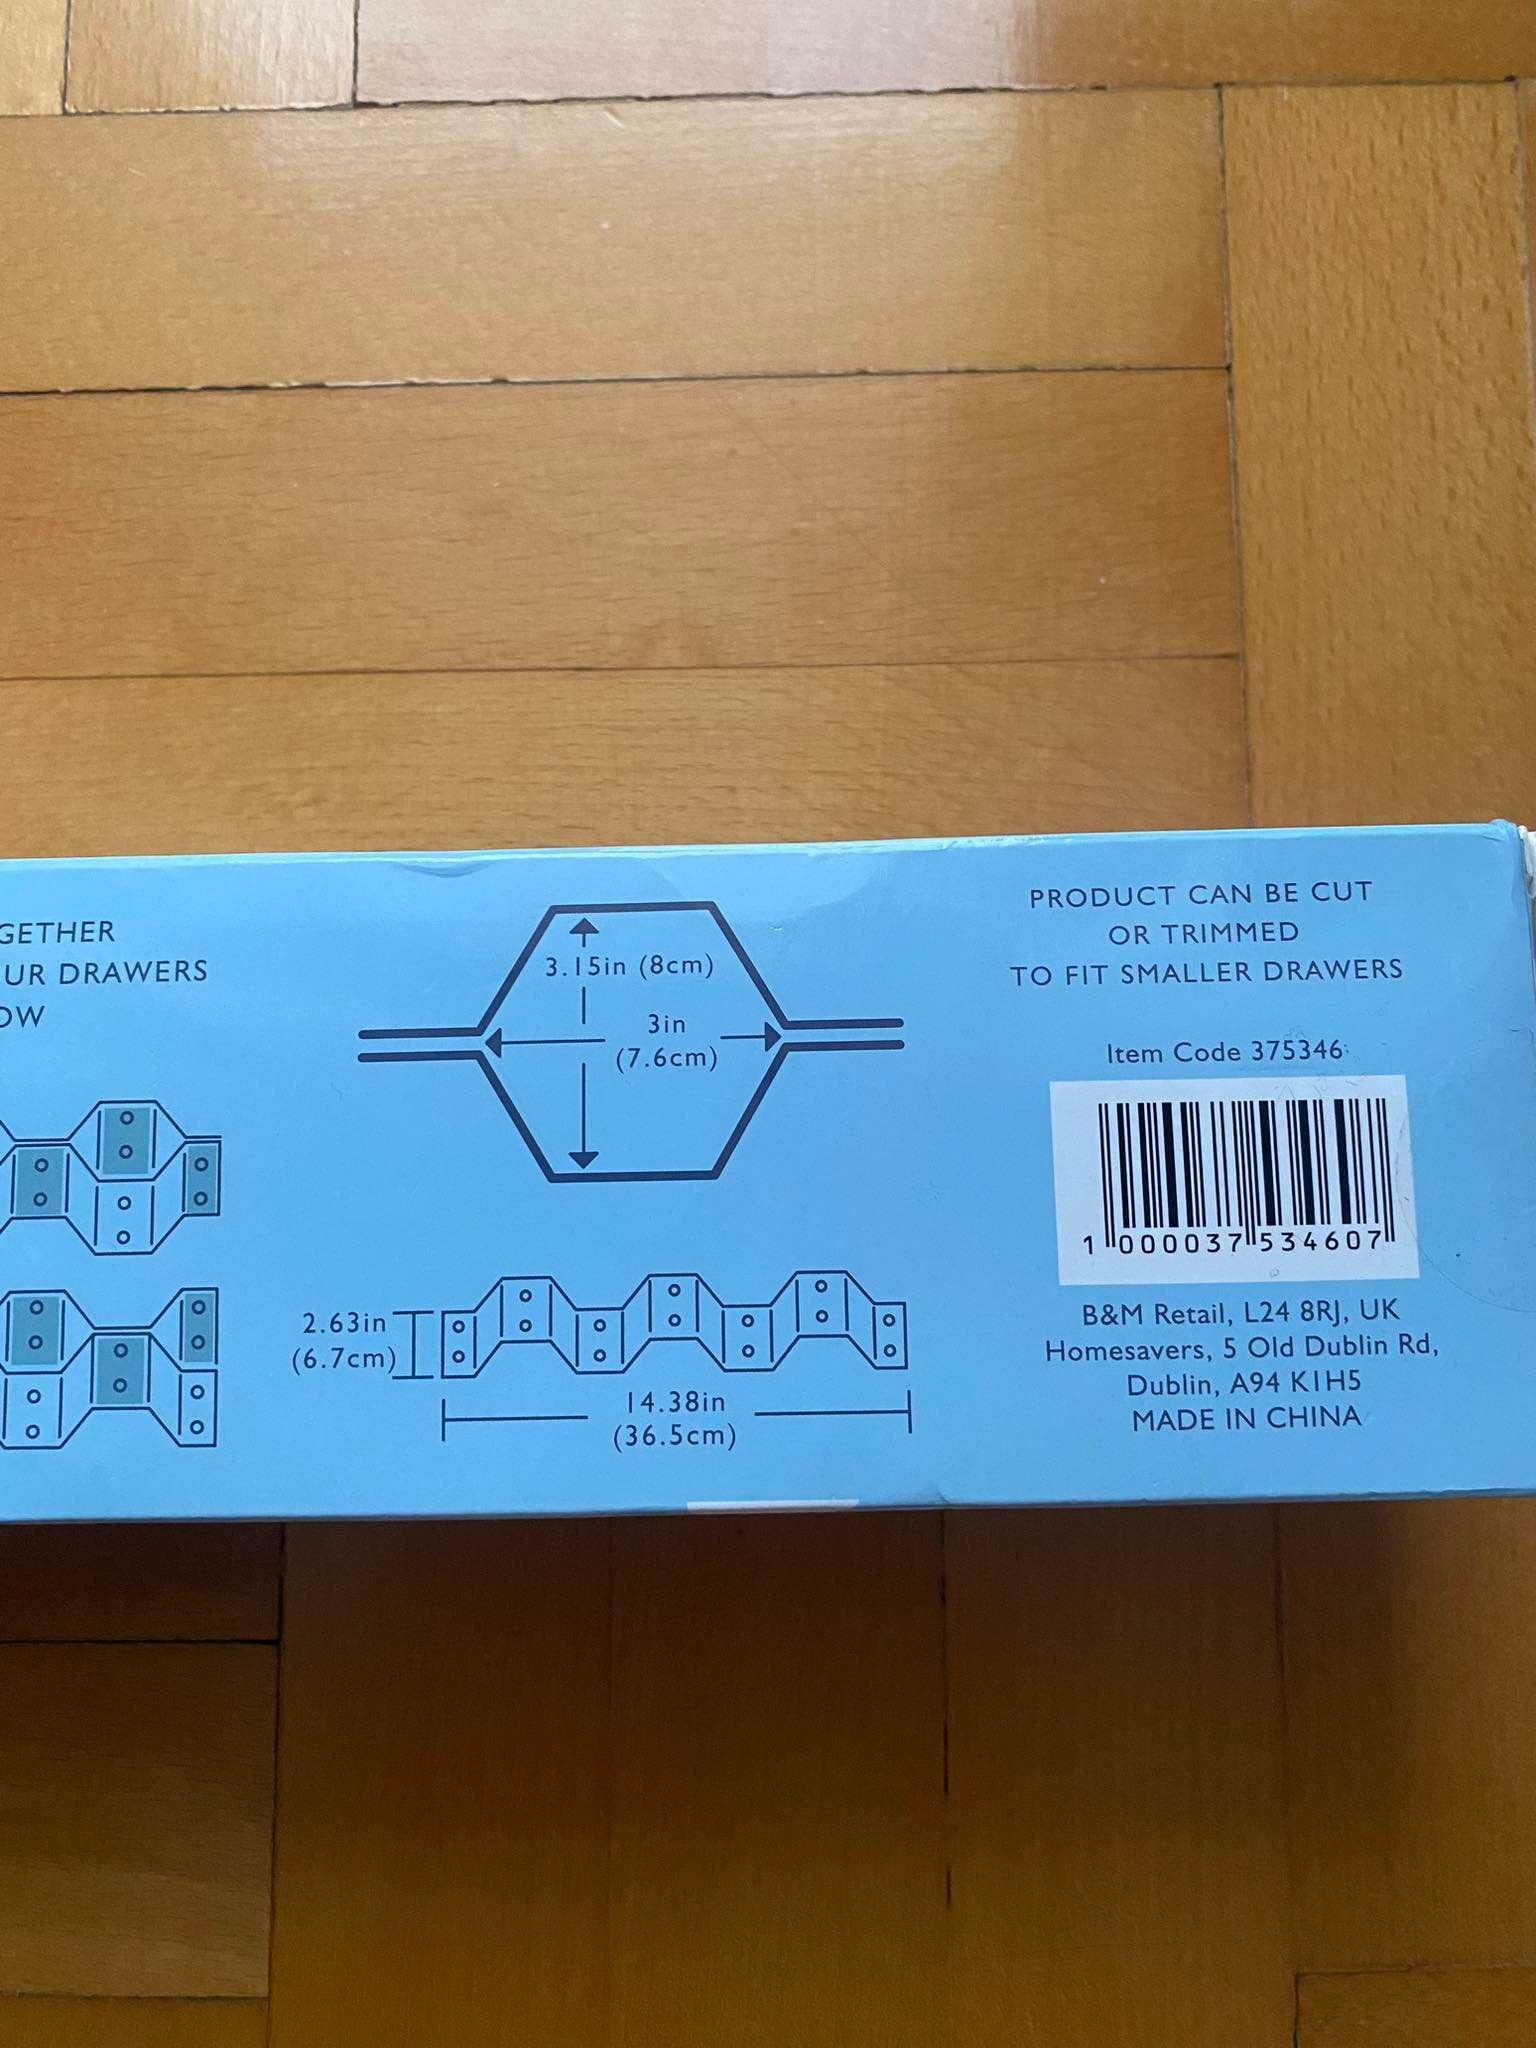 GETHER
UR DRAWERS
OW
3.15in (8cm)
3in
(7.6cm)
2.63in
(6.7cm)
14.38in
(36.5cm)
PRODUCT CAN BE CUT
OR TRIMMED
TO FIT SMALLER DRAWERS
Item Code 375346
1 000037 534607
B&M Retail, L24 8RJ, UK
Homesavers, 5 Old Dublin Rd,
Dublin, A94 K1H5
MADE IN CHINA